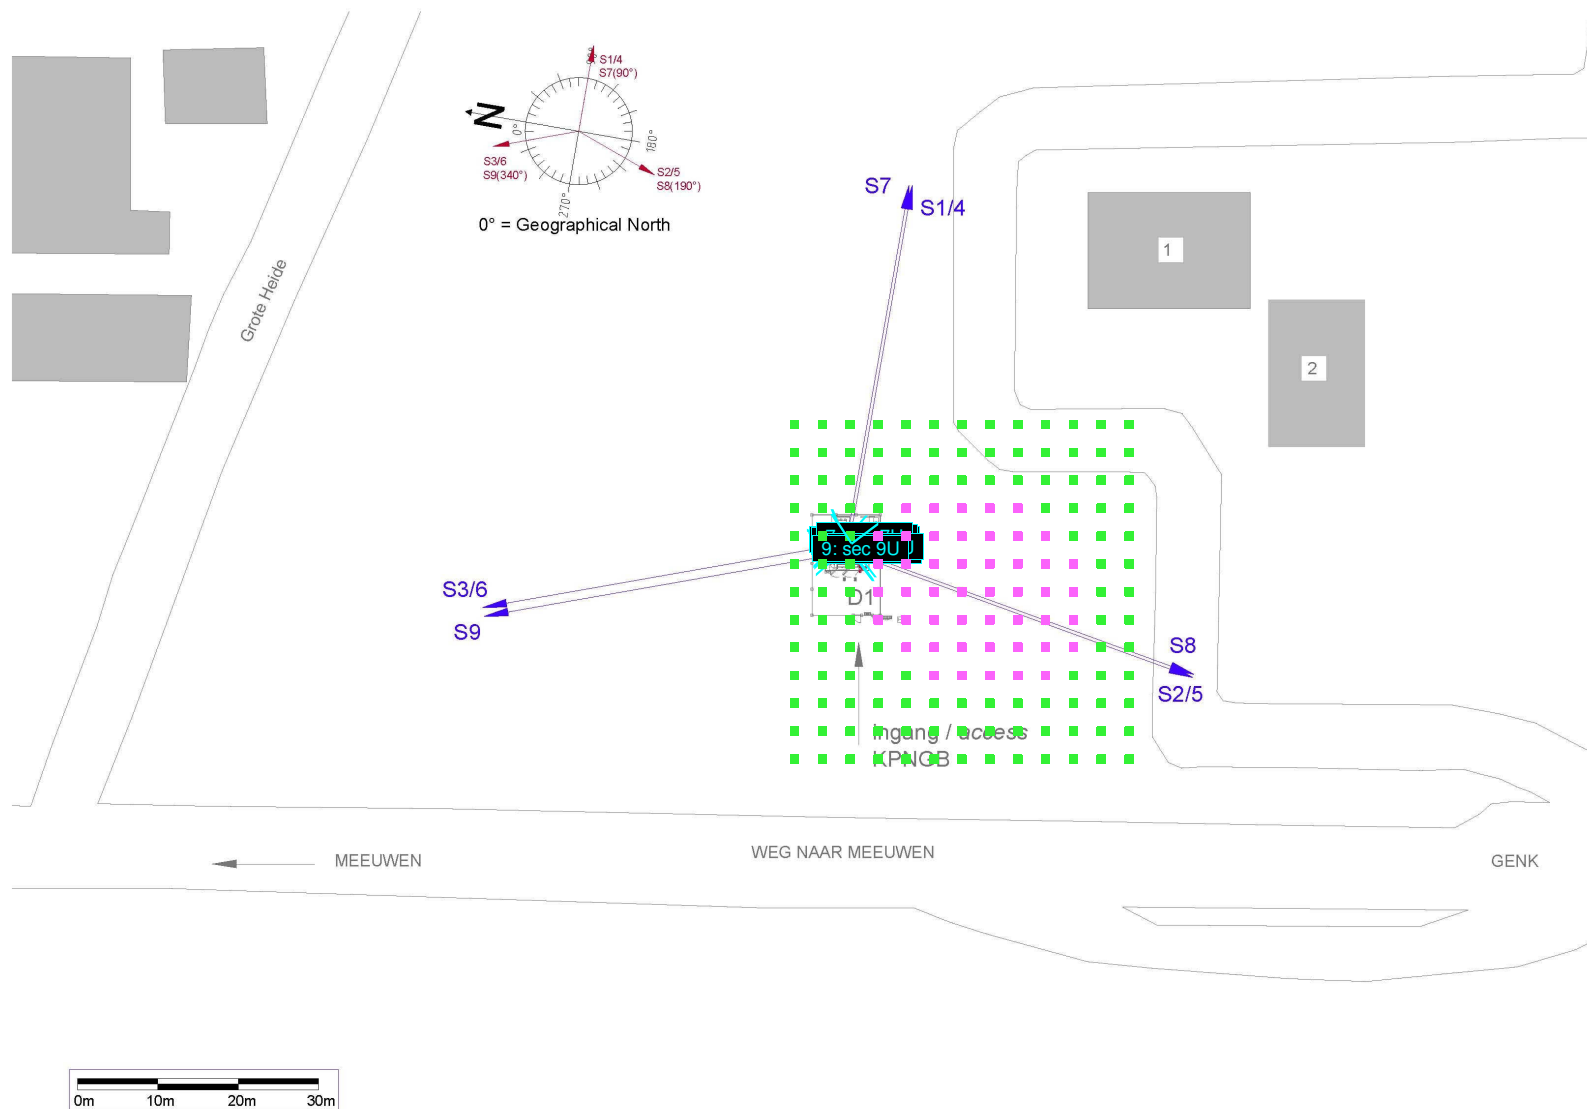 S1/4
S7(90°)
N
0°
180°
S3/6
S9(340°)
S2/5
S8(190°)
270°
0° = Geographical North
S7
S1/4
1
Grote Heide
2
9: sec 9U
S3/6
D1
S9
S8
S2/5
Ingang / access
KPNGB
WEG NAAR MEEUWEN
MEEUWEN
GENK
0m 10m 20m 30m